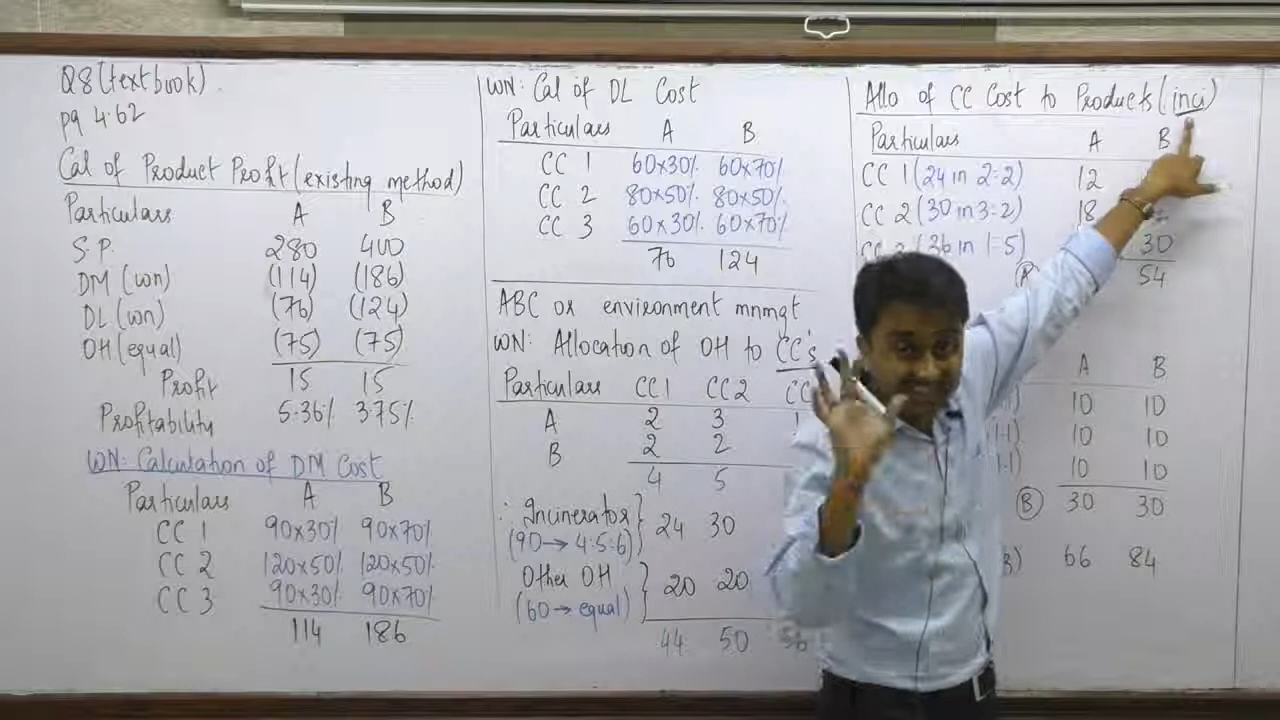 Q8(textbook)
pg 4.62
Cal of Product Profit (existing method)
Particulars A B
S.P. 280 400
DM (wn) (114) (186)
DL (wn) (76) (124)
OH (equal) (75) (75)
Profit 15 15
Profitability 5.36% 3.75%
WN: Calculation of DM Cost
Particulars A B
CC 1 90x30% 90x70%
CC 2 120x50% 120x50%
CC 3 90x30% 90x70%
114 186
WN: Cal of DL Cost
Particulars A B
CC 1 60x30% 60x70%
CC 2 80x50% 80x50%
CC 3 60x30% 60x70%
76 124
ABC or environment mnmgt
WN: Allocation of OH to CC's
Particulars CC1 CC2 CC
A 2 3
B 2 2
4 5
∴ Incinerator 24 30
(90→ 4:5:6)
Other OH 20 20
(60→ equal)
44 50 56
Allo of CC Cost to Products (inci)
Particulars A B
CC 1 (24 in 2:2) 12
CC 2 (30 in 3:2) 18
CC 3 (36 in 1:5) 30
(A) 54
A B
10 10
1:1) 10 10
1:1) 10 10
(B) 30 30
66 84